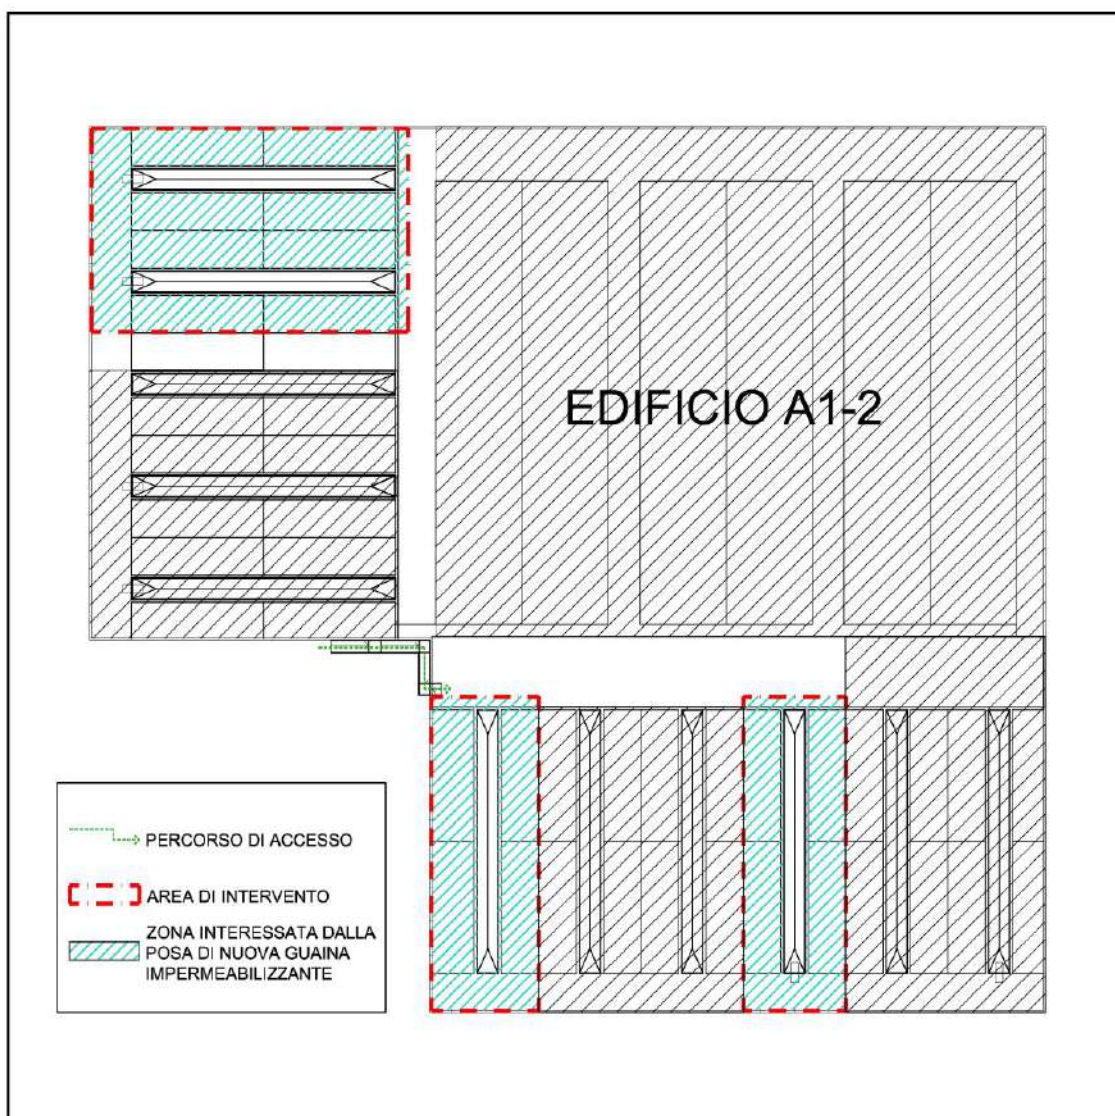 EDIFICIO A1-2
PERCORSO DI ACCESSO
AREA DI INTERVENTO
ZONA INTERESSATA DALLA
POSA DI NUOVA GUAINA
IMPERMEABILIZZANTE